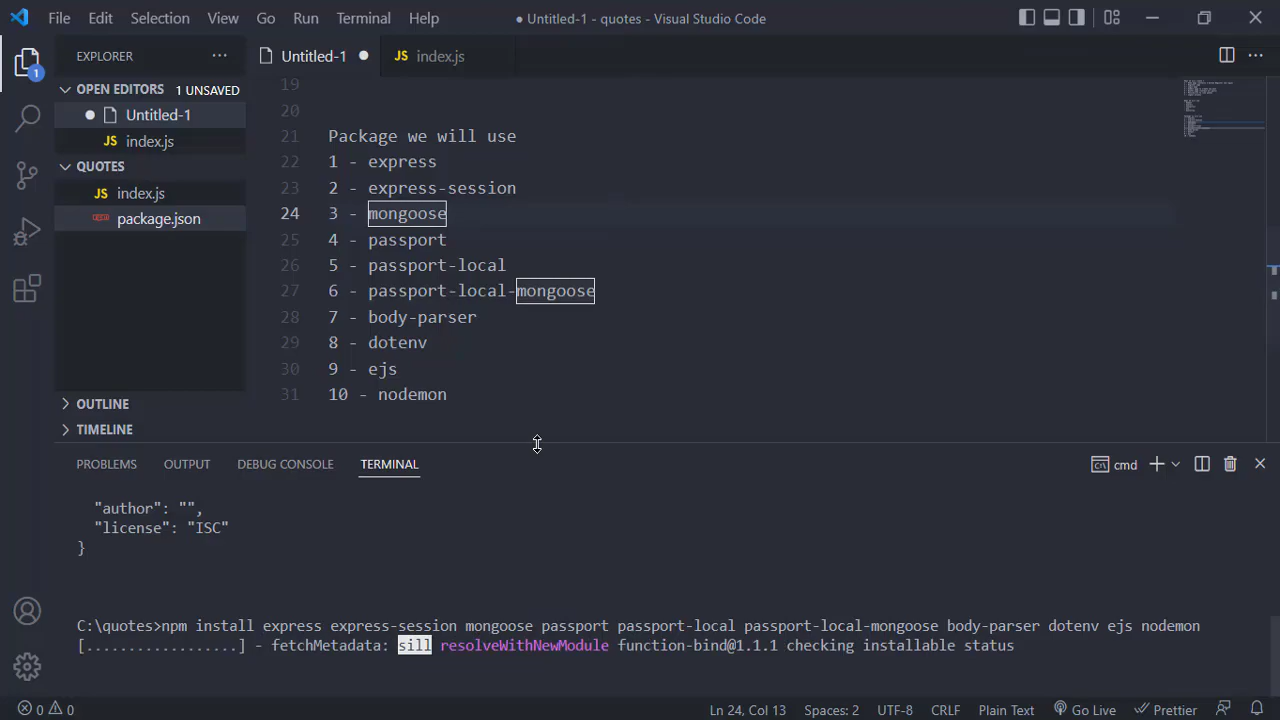 File Edit Selection View Go Run Terminal Help ● Untitled-1 - quotes - Visual Studio Code
EXPLORER ··· Untitled-1 ● JS index.js ···
1
OPEN EDITORS 1 UNSAVED
● Untitled-1
JS index.js
QUOTES
JS index.js
package.json
OUTLINE
TIMELINE
19
20
21 Package we will use
22 1 - express
23 2 - express-session
24 3 - mongoose
25 4 - passport
26 5 - passport-local
27 6 - passport-local-mongoose
28 7 - body-parser
29 8 - dotenv
30 9 - ejs
31 10 - nodemon
PROBLEMS OUTPUT DEBUG CONSOLE TERMINAL cmd
"author": "",
"license": "ISC"
}
C:\quotes>npm install express express-session mongoose passport passport-local passport-local-mongoose body-parser dotenv ejs nodemon
[..................] - fetchMetadata: sill resolveWithNewModule function-bind@1.1.1 checking installable status
0 0 Ln 24, Col 13 Spaces: 2 UTF-8 CRLF Plain Text Go Live Prettier